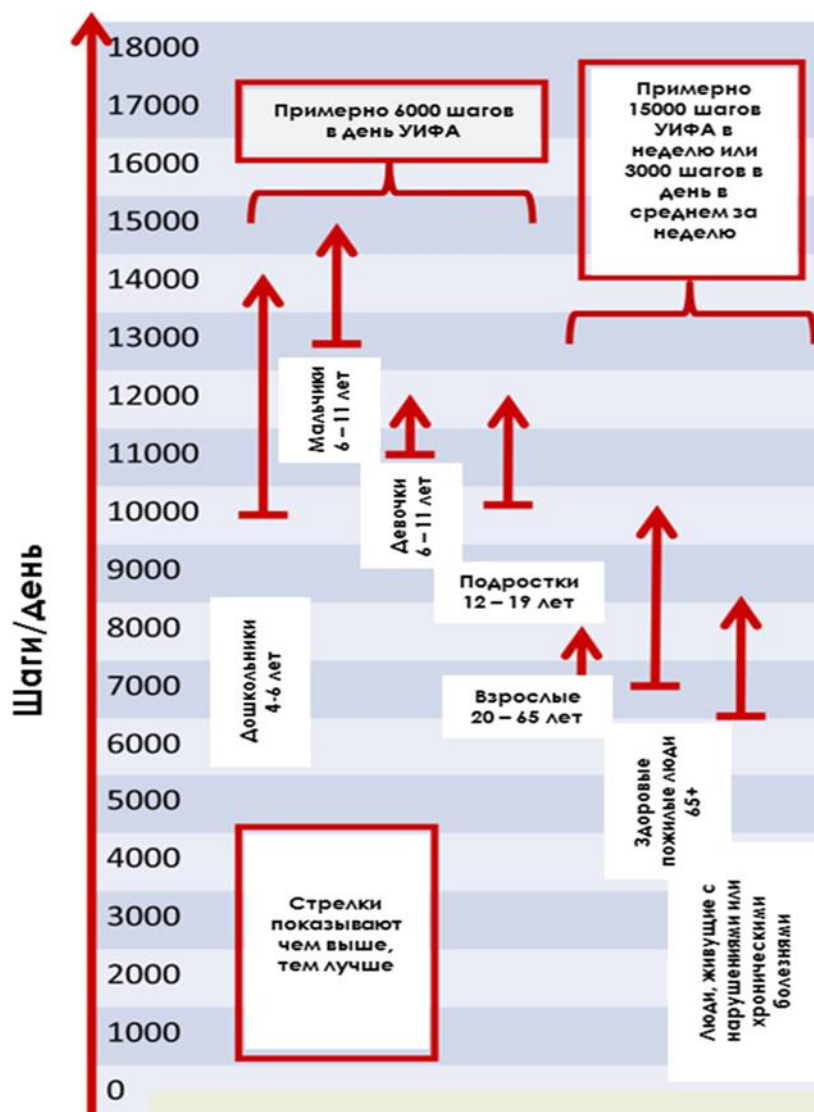 Шаги/день
18000
17000
16000
15000
14000
13000
12000
11000
10000
9000
8000
7000
6000
5000
4000
3000
2000
1000
0
Примерно 6000 шагов
в день УИФА
Примерно
15000 шагов
УИФА в
неделю или
3000 шагов в
день в
среднем за
неделю
Мальчики
6 – 11 лет
Девочки
6 – 11 лет
Подростки
12 – 19 лет
Дошкольники
4-6 лет
Взрослые
20 – 65 лет
Здоровые
пожилые люди
65+
Люди, живущие с
нарушениями или
хроническими
болезнями
Стрелки
показывают
чем выше,
тем лучше